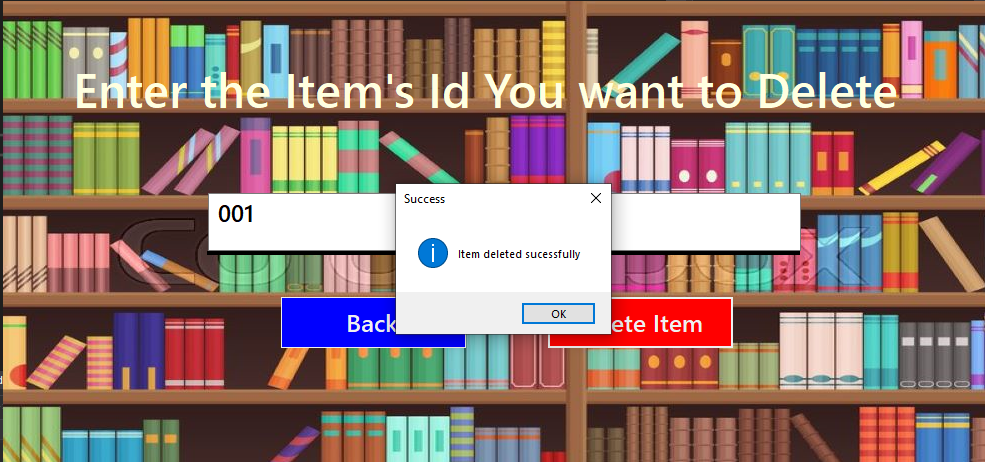 Enter the Item's Id You want to Delete
Success
001
Item deleted sucessfully
OK
Back
ete Item